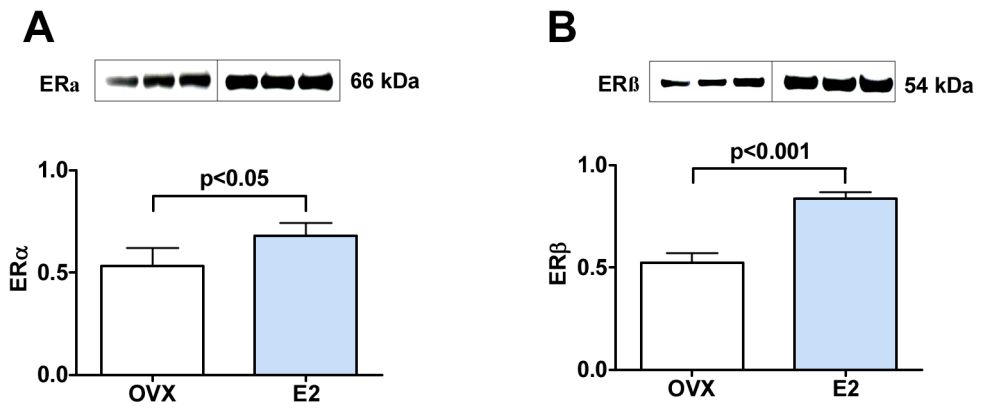 A
ERa 66 kDa
p<0.05
1.0
0.5
0.0
ERα
OVX E2
B
ERß 54 kDa
p<0.001
1.0
0.5
0.0
ERβ
OVX E2